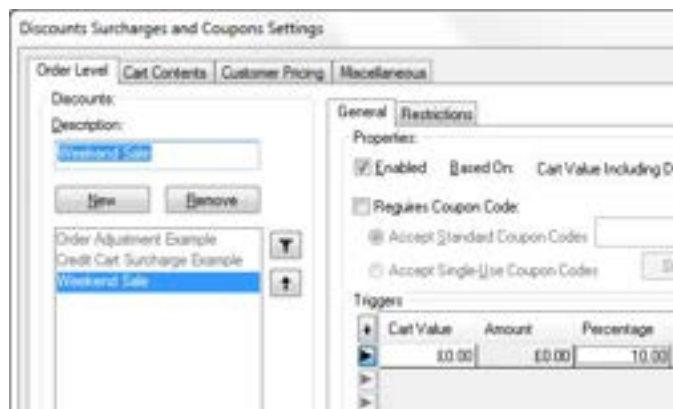 Discounts Surcharges and Coupons Settings
Order Level Cart Contents Customer Pricing Miscellaneous
Discounts:
Description:
Weekend Sale
New Remove
Order Adjustment Example
Credit Cart Surcharge Example
Weekend Sale
General Restrictions
Properties:
Enabled Based On: Cart Value Including D
Requires Coupon Code:
Accept Standard Coupon Codes
Accept Single-Use Coupon Codes
Triggers
Cart Value Amount Percentage
£0.00 £0.00 10.00